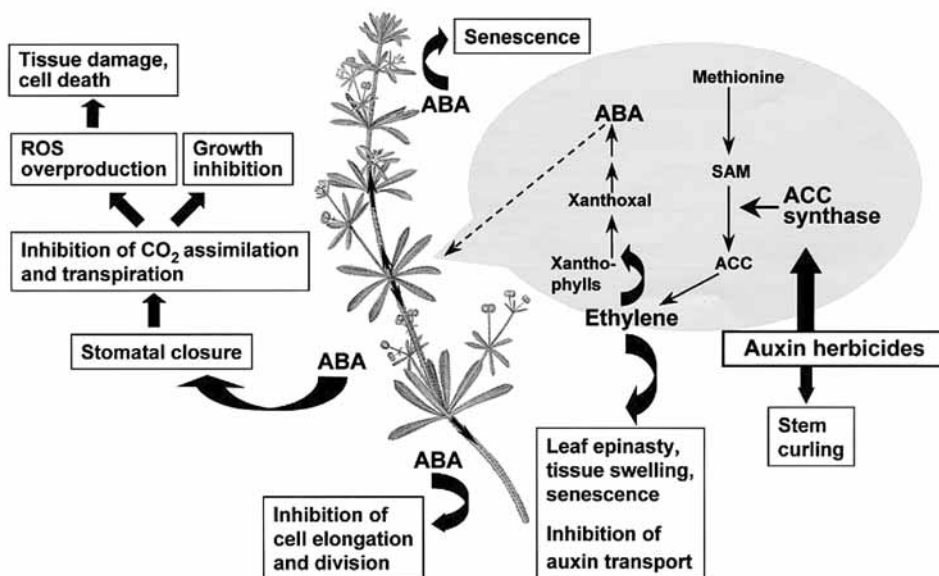 Tissue damage,
cell death
ROS
overproduction
Growth
inhibition
Inhibition of CO₂ assimilation
and transpiration
Stomatal closure
ABA
Senescence
ABA
ABA
Inhibition of
cell elongation
and division
ABA
Xanthoxal
Xantho-
phylls
Methionine
SAM
ACC
synthase
ACC
Ethylene
Auxin herbicides
Stem
curling
Leaf epinasty,
tissue swelling,
senescence
Inhibition of
auxin transport